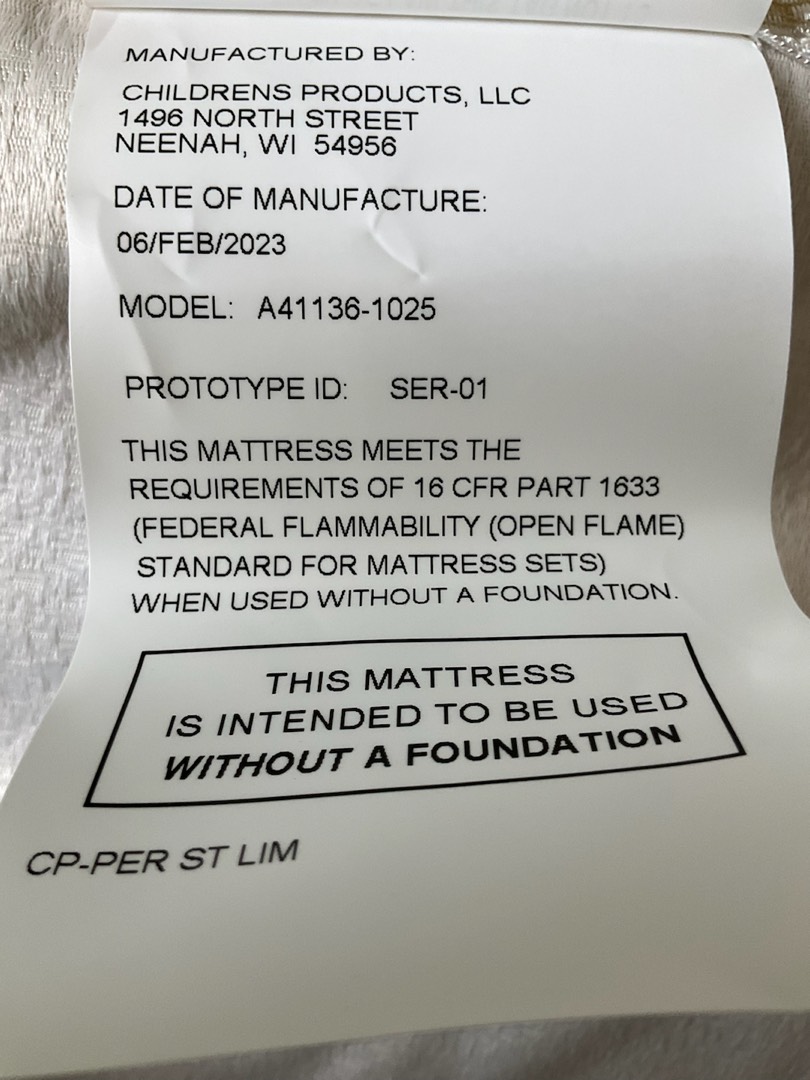 MANUFACTURED BY:
CHILDRENS PRODUCTS, LLC
1496 NORTH STREET
NEENAH, WI 54956
DATE OF MANUFACTURE:
06/FEB/2023
MODEL: A41136-1025
PROTOTYPE ID: SER-01
THIS MATTRESS MEETS THE
REQUIREMENTS OF 16 CFR PART 1633
(FEDERAL FLAMMABILITY (OPEN FLAME)
STANDARD FOR MATTRESS SETS)
WHEN USED WITHOUT A FOUNDATION.
THIS MATTRESS
IS INTENDED TO BE USED
WITHOUT A FOUNDATION
CP-PER ST LIM